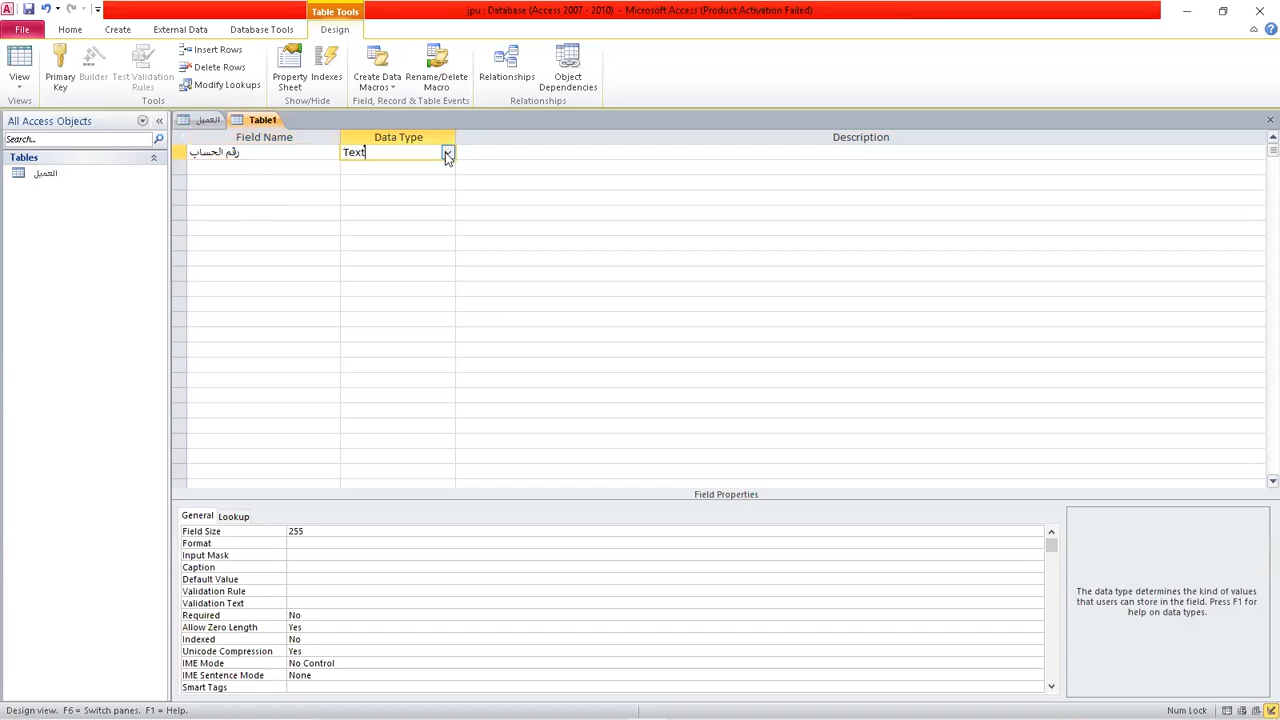 jpu : Database (Access 2007 - 2010) - Microsoft Access (Product Activation Failed)
Table Tools
File Home Create External Data Database Tools Design
View
Primary Key
Builder
Test Validation Rules
Insert Rows
Delete Rows
Modify Lookups
Property Sheet
Indexes
Create Data Macros
Rename/Delete Macro
Relationships
Object Dependencies
Views Tools Show/Hide Field, Record & Table Events Relationships
All Access Objects
Search...
Tables
العميل
العميل Table1
Field Name Data Type Description
رقم الحساب Text
Field Properties
General Lookup
Field Size 255
Format
Input Mask
Caption
Default Value
Validation Rule
Validation Text
Required No
Allow Zero Length Yes
Indexed No
Unicode Compression Yes
IME Mode No Control
IME Sentence Mode None
Smart Tags
The data type determines the kind of values
that users can store in the field. Press F1 for
help on data types.
Design view. F6 = Switch panes. F1 = Help.
Num Lock